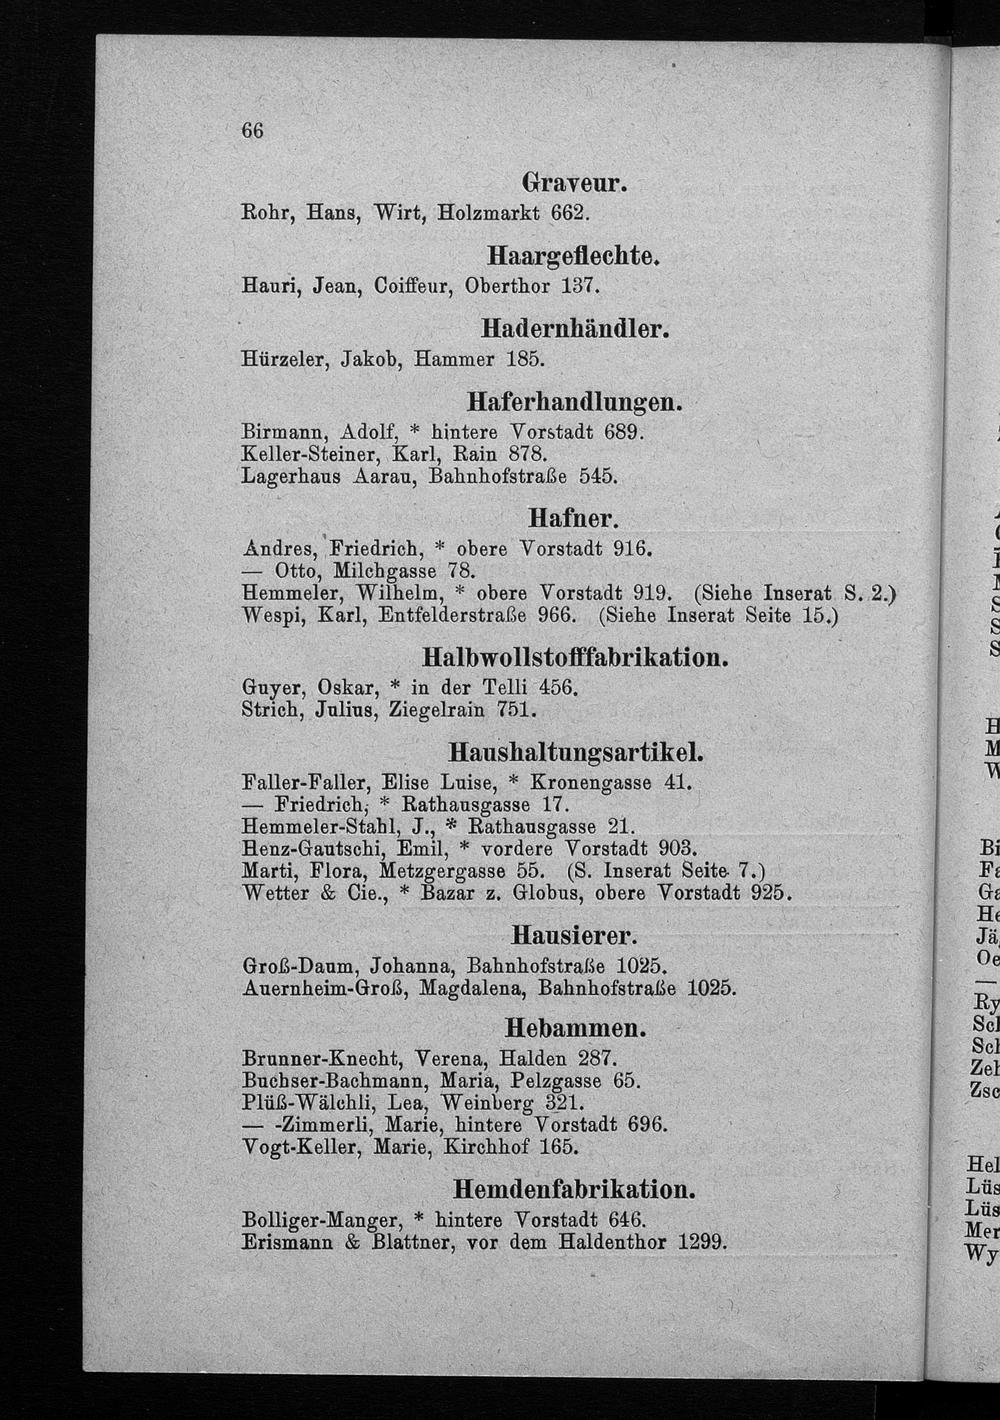 66
Graveur.
Rohr, Hans, Wirt, Holzmarkt 662.
Haargeflechte.
Hauri, Jean, Coiffeur, Oberthor 137.
Hadernhändler.
Hürzeler, Jakob, Hammer 185.
Haferhandlungen.
Birmann, Adolf, * hintere Vorstadt 689.
Keller-Steiner, Karl, Rain 878.
Lagerhaus Aarau, Bahnhofstraße 545.
Hafner.
Andres, Friedrich, * obere Vorstadt 916.
— Otto, Milchgasse 78.
Hemmeler, Wilhelm, * obere Vorstadt 919. (Siehe Inserat S. 2.)
Wespi, Karl, Entfelderstraße 966. (Siehe Inserat Seite 15.)
Halbwollstofffabrikation.
Guyer, Oskar, * in der Telli 456.
Strich, Julius, Ziegelrain 751.
Haushaltungsartikel.
Faller-Faller, Elise Luise, * Kronengasse 41.
— Friedrich, * Rathausgasse 17.
Hemmeler-Stahl, J., * Rathausgasse 21.
Henz-Gautschi, Emil, * vordere Vorstadt 903.
Marti, Flora, Metzgergasse 55. (S. Inserat Seite 7.)
Wetter & Cie., * Bazar z. Globus, obere Vorstadt 925.
Hausierer.
Groß-Daum, Johanna, Bahnhofstraße 1025.
Auernheim-Groß, Magdalena, Bahnhofstraße 1025.
Hebammen.
Brunner-Knecht, Verena, Halden 287.
Buchser-Bachmann, Maria, Pelzgasse 65.
Plüß-Wälchli, Lea, Weinberg 321.
— -Zimmerli, Marie, hintere Vorstadt 696.
Vogt-Keller, Marie, Kirchhof 165.
Hemdenfabrikation.
Bolliger-Manger, * hintere Vorstadt 646.
Erismann & Blattner, vor dem Haldenthor 1299.